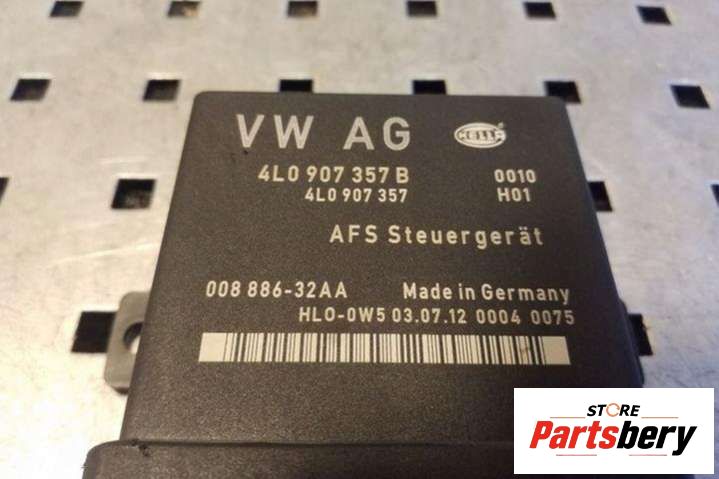 VW AG HELLA
4L0 907 357 B 0010
4L0 907 357 H01
AFS Steuergerät
008 886-32AA Made in Germany
HLO-0W5 03.07.12 0004 0075
STORE
Partsbery